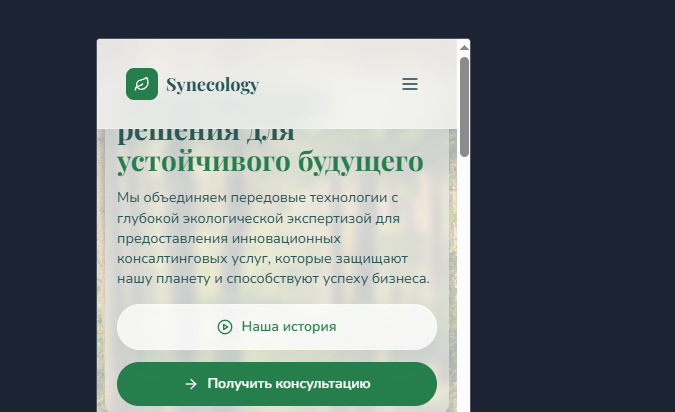 Synecology
решения для
устойчивого будущего
Мы объединяем передовые технологии с
глубокой экологической экспертизой для
предоставления инновационных
консалтинговых услуг, которые защищают
нашу планету и способствуют успеху бизнеса.
Наша история
Получить консультацию